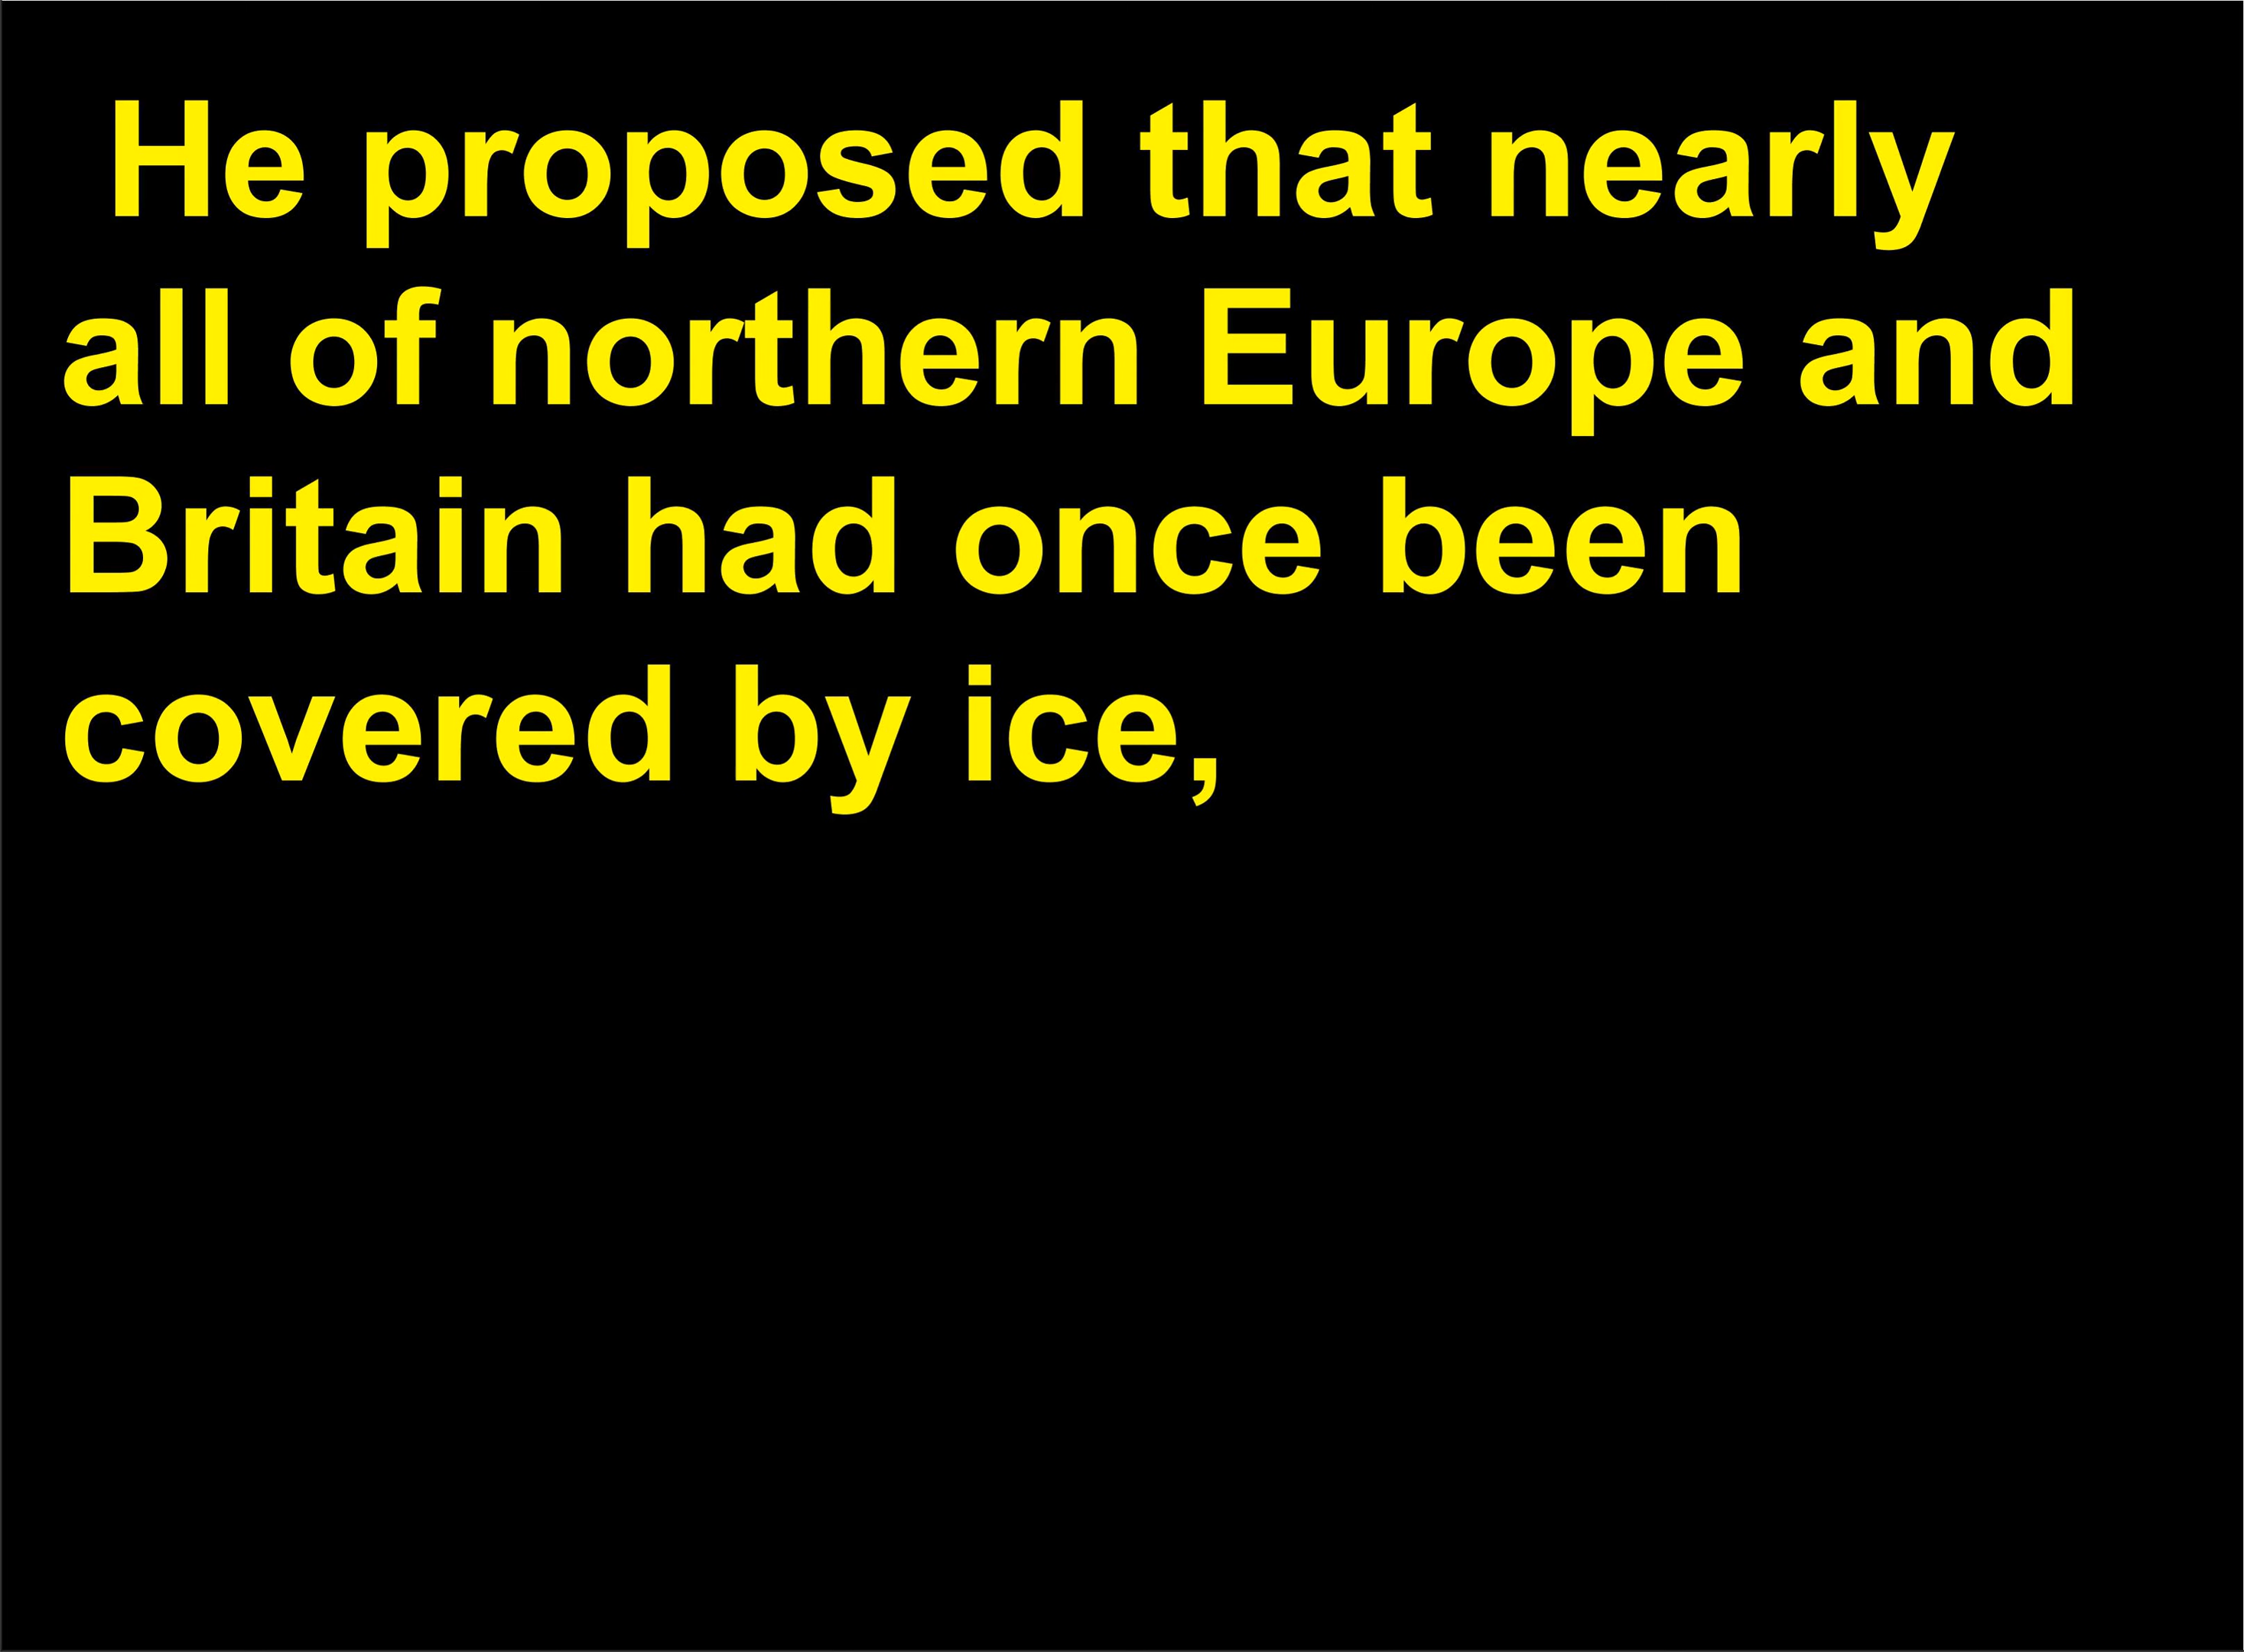 He proposed that nearly
all of northern Europe and
Britain had once been
covered by ice,